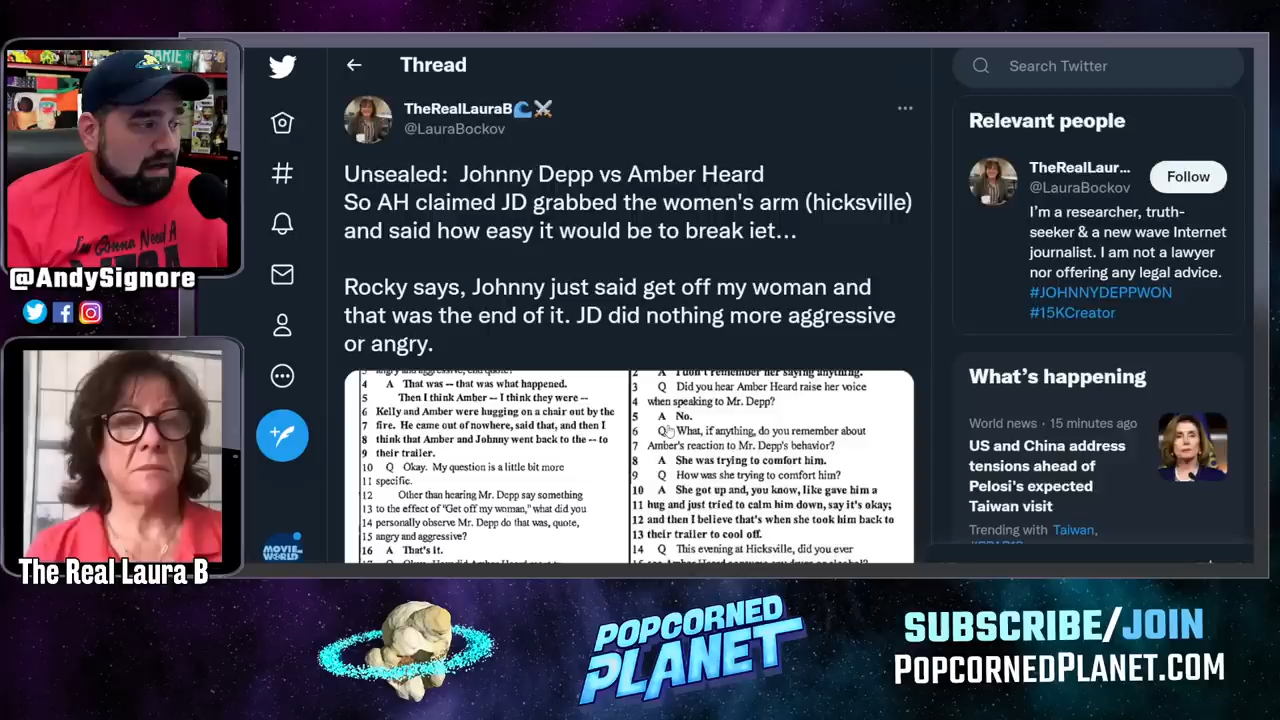 @AndySignore
The Real Laura B
I'm Gonna Need A
Thread
TheRealLauraB🌊⚔
@LauraBockov
Unsealed: Johnny Depp vs Amber Heard
So AH claimed JD grabbed the women's arm (hicksville)
and said how easy it would be to break iet...
Rocky says, Johnny just said get off my woman and
that was the end of it. JD did nothing more aggressive
or angry.
4 A That was -- that was what happened.
5 Then I think Amber -- I think they were --
6 Kelly and Amber were hugging on a chair out by the
7 fire. He came out of nowhere, said that, and then I
8 think that Amber and Johnny went back to the -- to
9 their trailer.
10 Q Okay. My question is a little bit more
11 specific.
12 Other than hearing Mr. Depp say something
13 to the effect of "Get off my woman," what did you
14 personally observe Mr. Depp do that was, quote,
15 angry and aggressive?
16 A That's it.
2 A I don't remember her saying anything.
3 Q Did you hear Amber Heard raise her voice
4 when speaking to Mr. Depp?
5 A No.
6 Q What, if anything, do you remember about
7 Amber's reaction to Mr. Depp's behavior?
8 A She was trying to comfort him.
9 Q How was she trying to comfort him?
10 A She got up and, you know, like gave him a
11 hug and just tried to calm him down, say it's okay;
12 and then I believe that's when she took him back to
13 their trailer to cool off.
14 Q This evening at Hicksville, did you ever
Search Twitter
Relevant people
TheRealLaur...
@LauraBockov
Follow
I'm a researcher, truth-
seeker & a new wave Internet
journalist. I am not a lawyer
nor offering any legal advice.
#JOHNNYDEPPWON
#15KCreator
What's happening
World news · 15 minutes ago
US and China address
tensions ahead of
Pelosi's expected
Taiwan visit
Trending with Taiwan,
MOVIE
WORLD
POPCORNED
PLANET
SUBSCRIBE/JOIN
POPCORNEDPLANET.COM